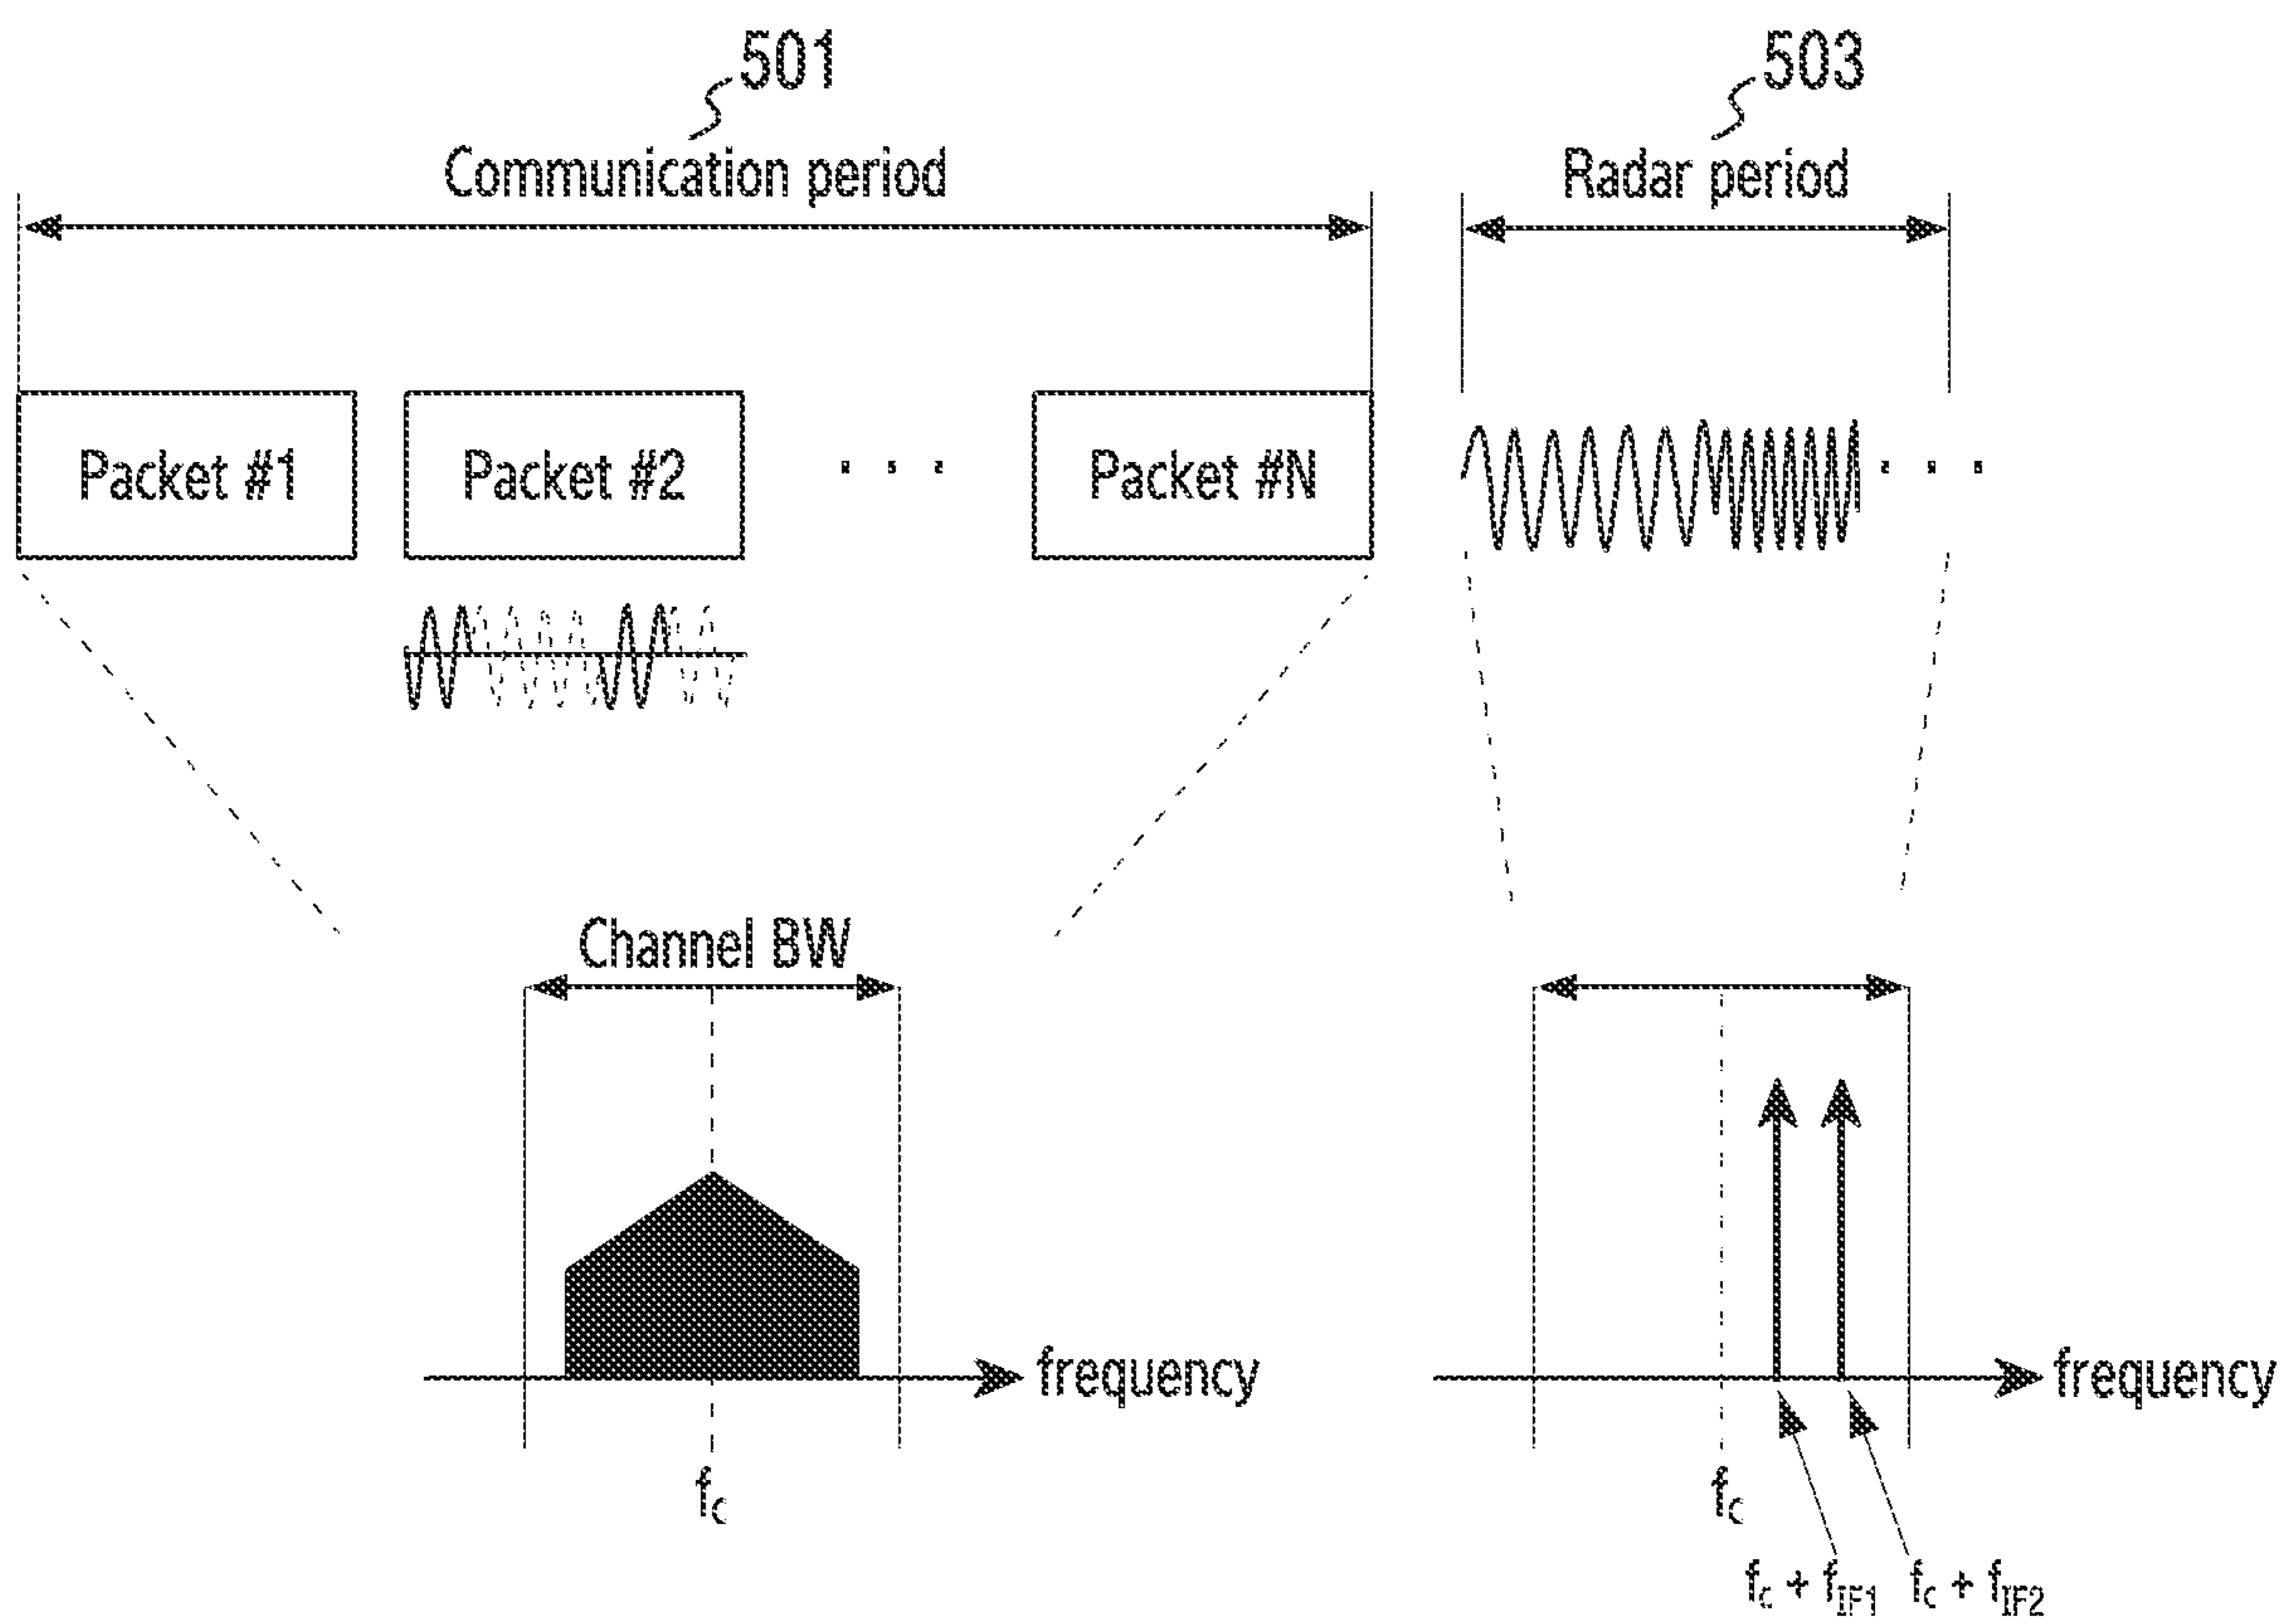 501
503
Communication period
Radar period
Packet #1
Packet #2
. . .
Packet #N
. . .
Channel BW
frequency
frequency
fC
fC
fC + fIF1
fC + fIF2